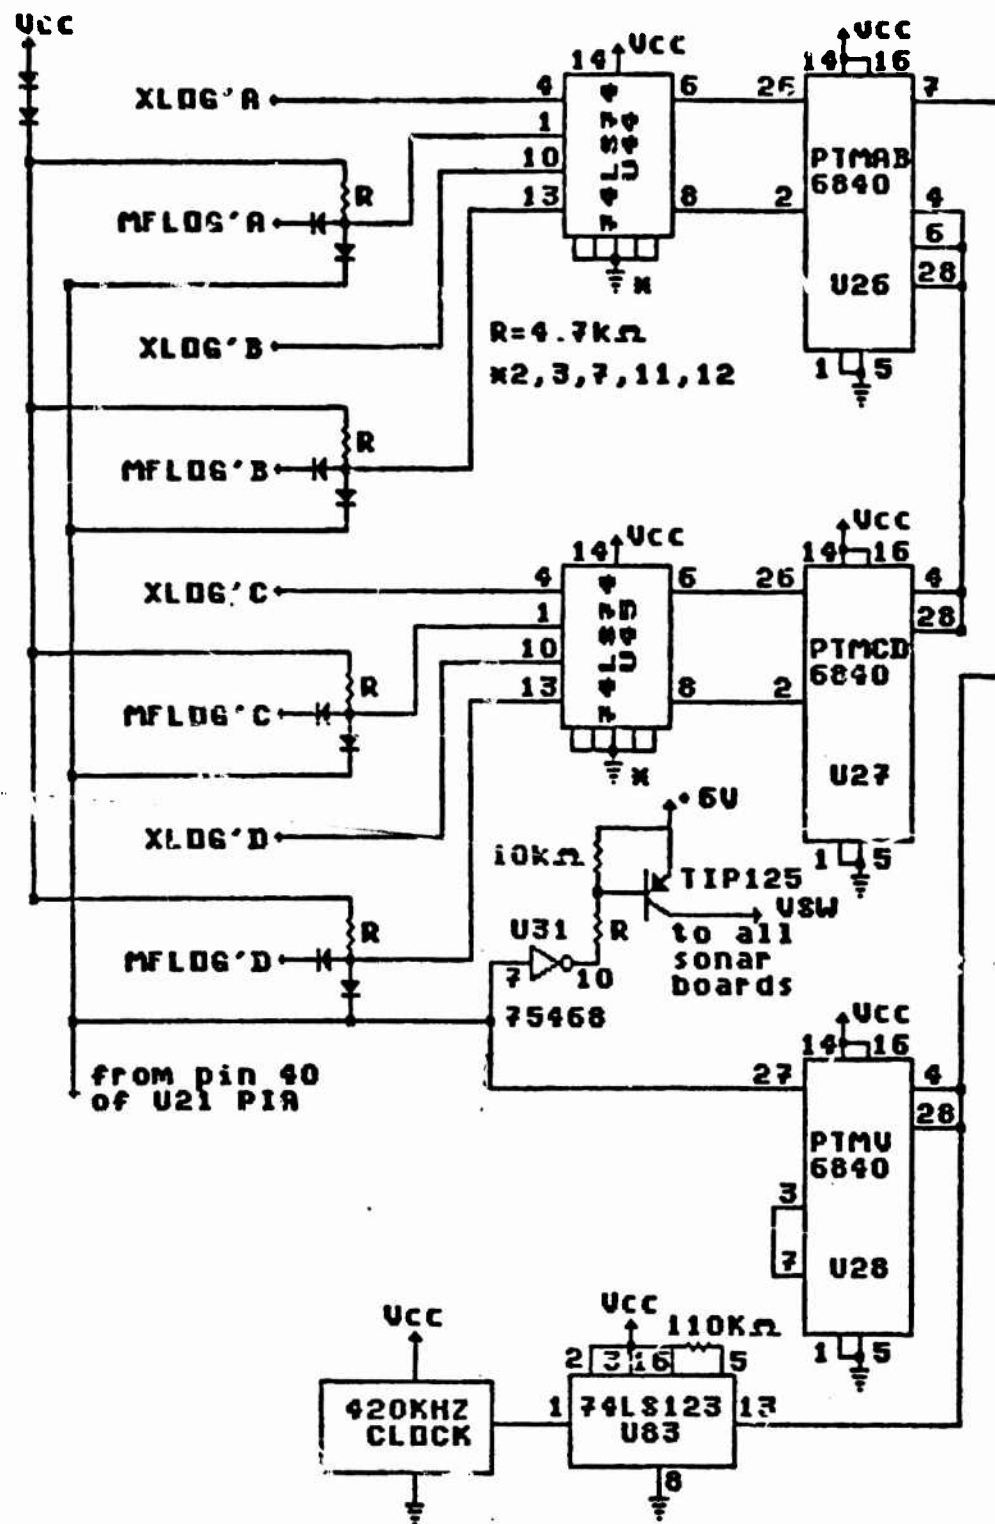 Vcc
Vcc
14
Vcc
14 16
XLOG'A
4
6
26
7
1
10
13
74LS74
U44
PTMAB
6840
MFLOG'A
R
8
2
4
6
28
U26
*
XLOG'B
R=4.7kΩ
*2,3,7,11,12
1 5
MFLOG'B
R
Vcc
14
Vcc
14 16
XLOG'C
4
6
26
4
1
28
10
13
74LS74
U45
PTMCD
6840
MFLOG'C
R
8
2
U27
*
+6V
XLOG'D
10kΩ
1 5
TIP125
VSW
MFLOG'D
R
U31
R
to all
sonar
boards
7
10
75468
Vcc
14 16
from pin 40
of U21 PIA
27
4
28
PTMV
6840
3
7
U28
Vcc
Vcc
110KΩ
2 3 16 5
1 5
420KHZ
CLOCK
1
74LS123
U83
13
8